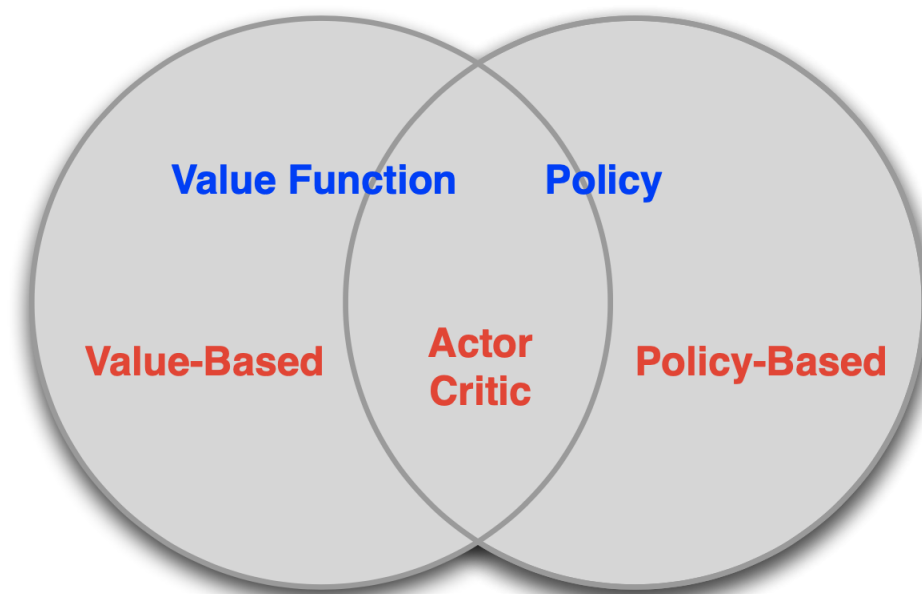 Value Function
Policy
Value-Based
Actor
Critic
Policy-Based